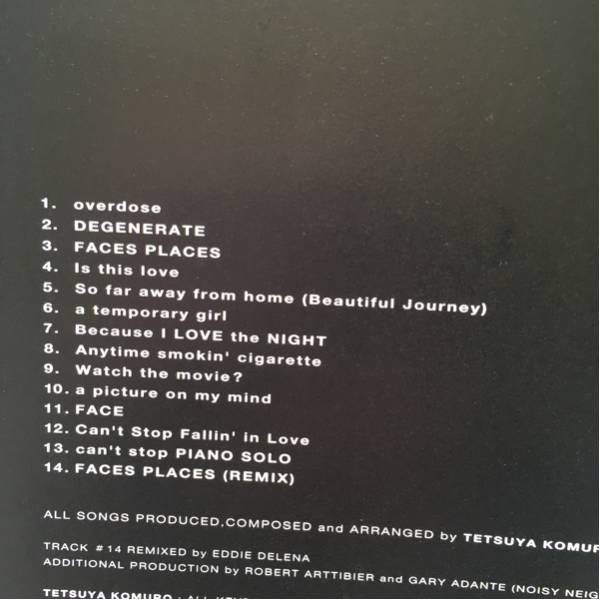 1. overdose
2. DEGENERATE
3. FACES PLACES
4. Is this love
5. So far away from home (Beautiful Journey)
6. a temporary girl
7. Because I LOVE the NIGHT
8. Anytime smokin' cigarette
9. Watch the movie?
10. a picture on my mind
11. FACE
12. Can't Stop Fallin' in Love
13. can't stop PIANO SOLO
14. FACES PLACES (REMIX)
ALL SONGS PRODUCED,COMPOSED and ARRANGED by TETSUYA KOMUR
TRACK #14 REMIXED by EDDIE DELENA
ADDITIONAL PRODUCTION by ROBERT ARTTIBIER and GARY ADANTE (NOISY NEIG
TETSUYA KOMURO : ALL